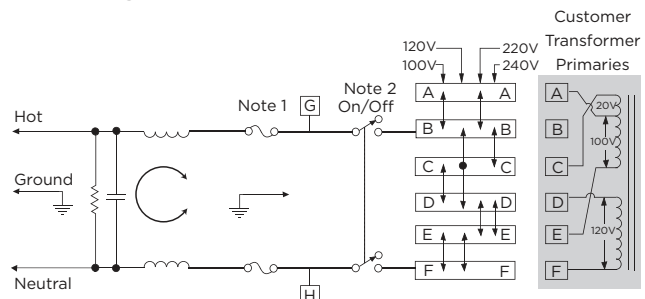 Customer
Transformer
Primaries
120V 220V
100V 240V
Note 1
G
Note 2
On/Off
Hot
Ground
Neutral
H
A A
B B
C C
D D
E E
F F
A
B
C
D
E
F
20V
100V
120V